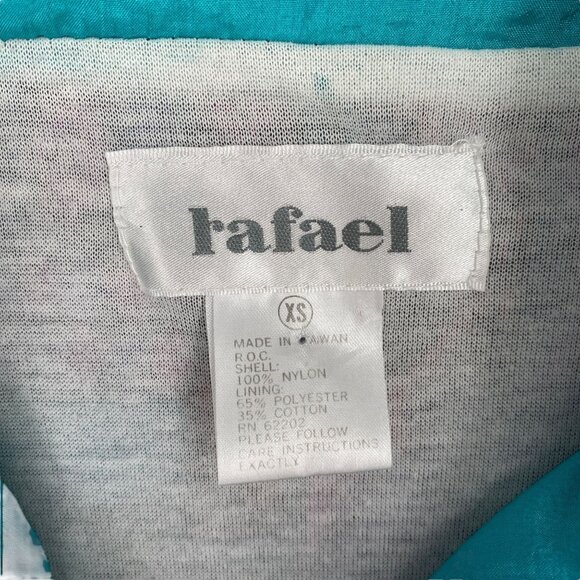 rafael
XS
MADE IN TAIWAN
R.O.C.
SHELL:
100% NYLON
LINING:
65% POLYESTER
35% COTTON
RN 62202
PLEASE FOLLOW
CARE INSTRUCTIONS
EXACTLY